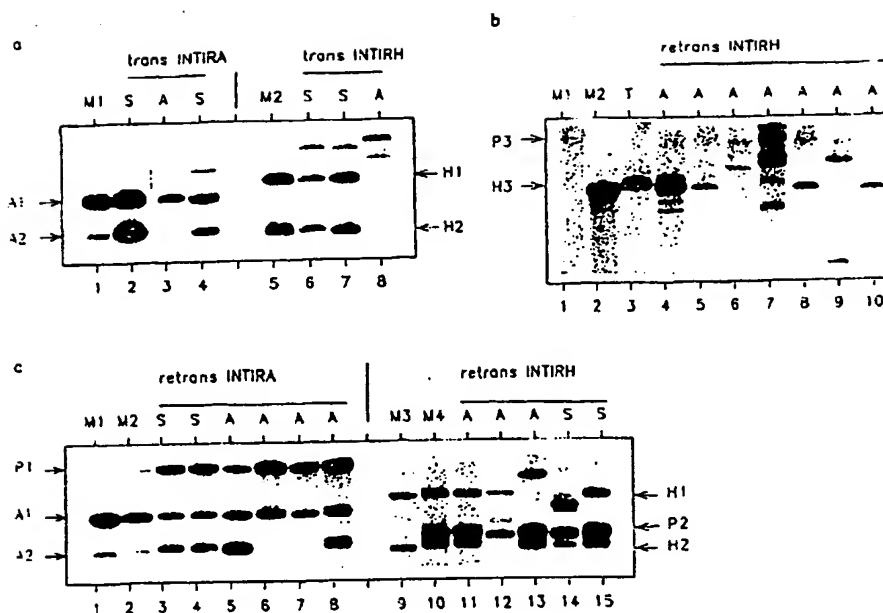 a
trans INTIRA
trans INTIRH
M1 S A S M2 S S A
A1
A2
H1
H2
1 2 3 4 5 6 7 8
b
retrans INTIRH
M1 M2 T A A A A A A A
P3
H3
1 2 3 4 5 6 7 8 9 10
c
retrans INTIRA
retrans INTIRH
M1 M2 S S A A A A M3 M4 A A A S S
P1
A1
A2
H1
P2
H2
1 2 3 4 5 6 7 8 9 10 11 12 13 14 15